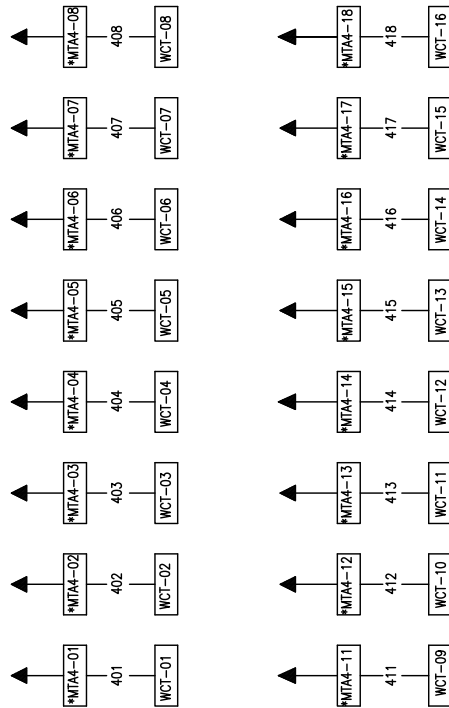 *MTA4-08
408
WCT-08
*MTA4-07
407
WCT-07
*MTA4-06
406
WCT-06
*MTA4-05
405
WCT-05
*MTA4-04
404
WCT-04
*MTA4-03
403
WCT-03
*MTA4-02
402
WCT-02
*MTA4-01
401
WCT-01
*MTA4-18
418
WCT-16
*MTA4-17
417
WCT-15
*MTA4-16
416
WCT-14
*MTA4-15
415
WCT-13
*MTA4-14
414
WCT-12
*MTA4-13
413
WCT-11
*MTA4-12
412
WCT-10
*MTA4-11
411
WCT-09